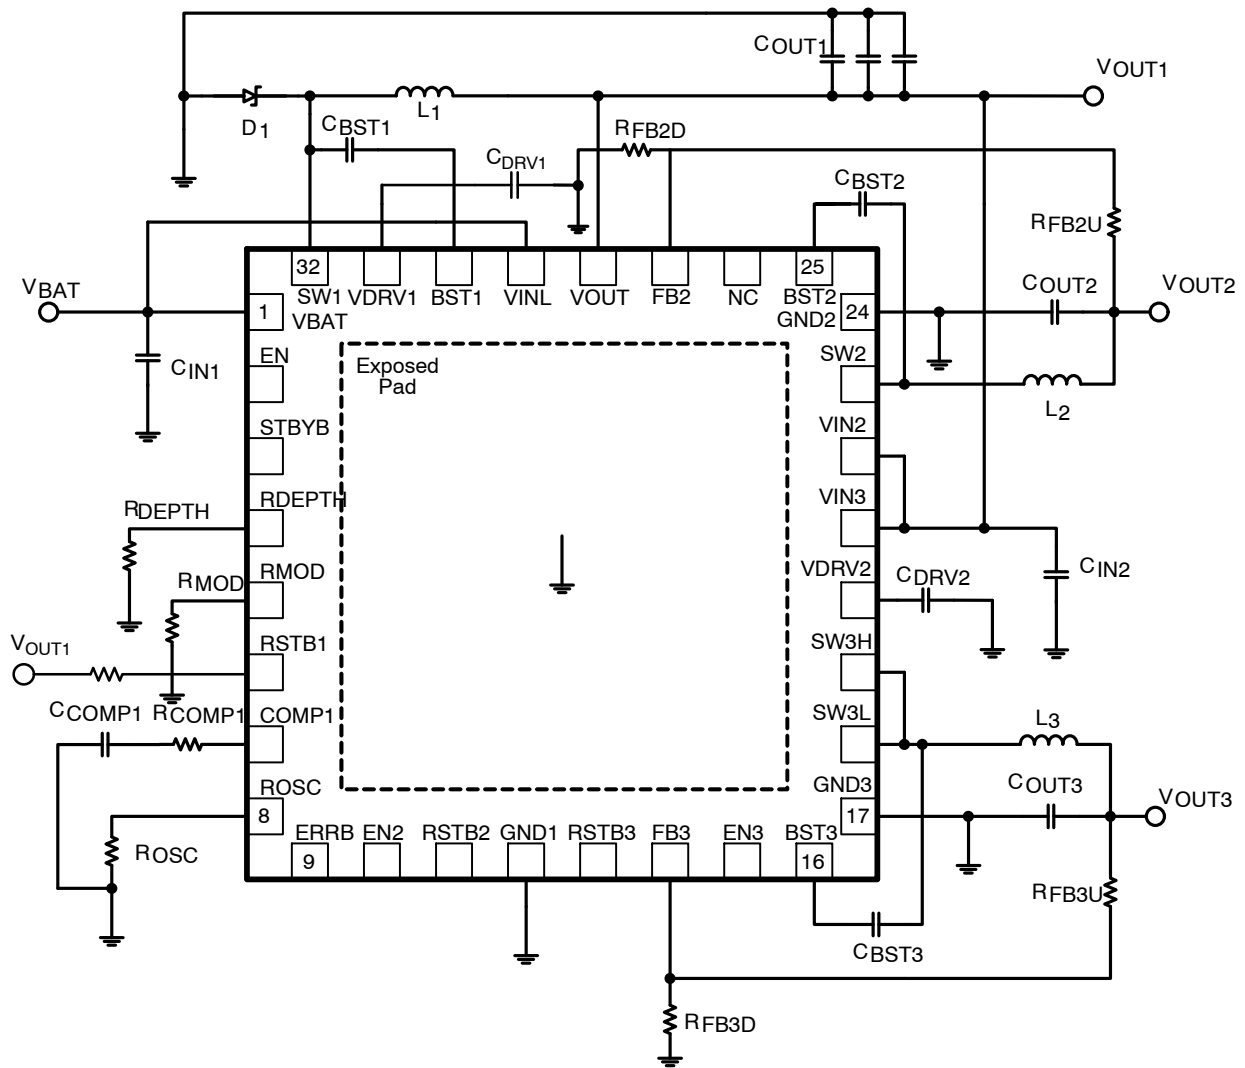 COUT1
VOUT1
D1
L1
CBST1
RFB2D
CDRV1
CBST2
RFB2U
VBAT
32
25
SW1
VDRV1
BST1
VINL
VOUT
FB2
NC
BST2
COUT2
VOUT2
1
VBAT
GND2
24
CIN1
EN
Exposed
Pad
SW2
L2
STBYB
VIN2
RDEPTH
RDEPTH
VIN3
RMOD
RMOD
VDRV2
CDRV2
CIN2
VOUT1
RSTB1
SW3H
CCOMP1
RCOMP1
COMP1
SW3L
L3
ROSC
GND3
COUT3
VOUT3
8
17
ROSC
ERRB
EN2
RSTB2
GND1
RSTB3
FB3
EN3
BST3
9
16
RFB3U
CBST3
RFB3D